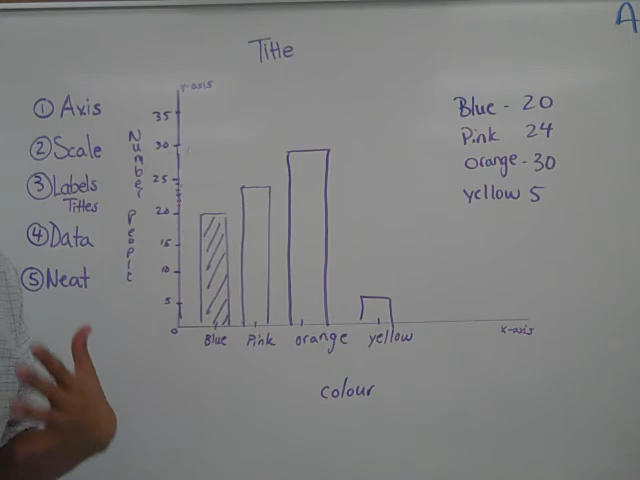 A
Title
① Axis
② Scale
③ Labels
Titles
④ Data
⑤ Neat
Number People
Y-axis
35
30
25
20
15
10
5
0
Blue Pink orange yellow
x-axis
colour
Blue - 20
Pink 24
orange - 30
yellow 5